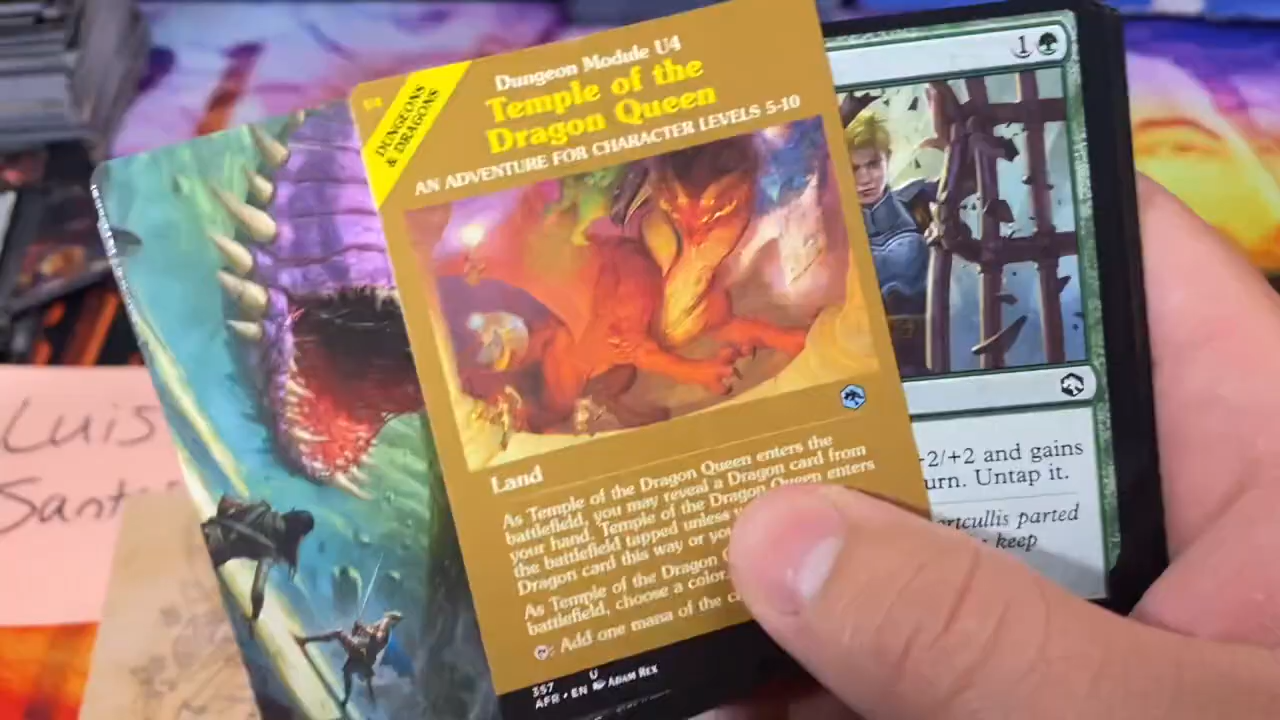 Dungeon Module U4
Temple of the
Dragon Queen
AN ADVENTURE FOR CHARACTER LEVELS 5-10
U4
DUNGEONS
& DRAGONS
Land
As Temple of the Dragon Queen enters the
battlefield, you may reveal a Dragon card from
your hand. Temple of the Dragon Queen enters
the battlefield tapped unless
Dragon card this way or you
As Temple of the Dragon
battlefield, choose a color.
: Add one mana of the
357 U
AFR • EN ADAM REX
1
+2/+2 and gains
Untap it.
parted
keep
Luis